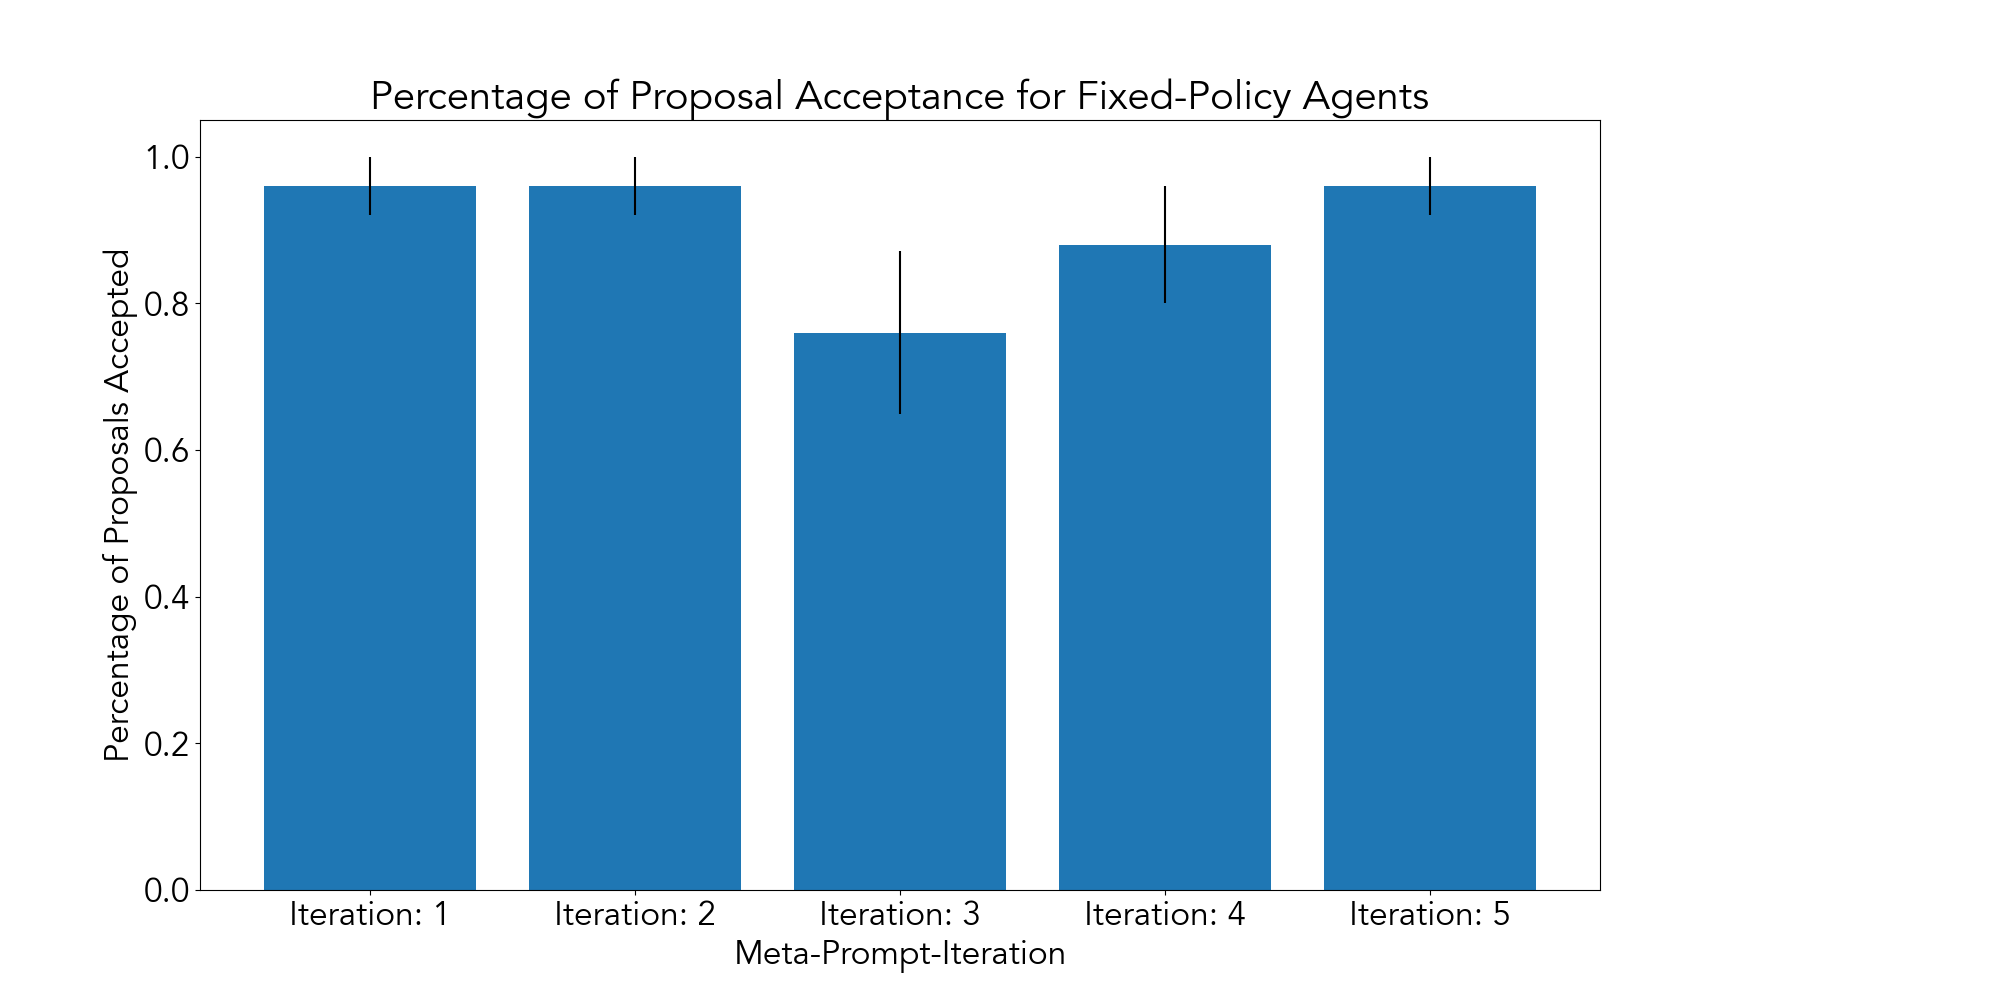 Percentage of Proposal Acceptance for Fixed-Policy Agents
Percentage of Proposals Accepted
1.0
0.8
0.6
0.4
0.2
0.0
Iteration: 1
Iteration: 2
Iteration: 3
Iteration: 4
Iteration: 5
Meta-Prompt-Iteration